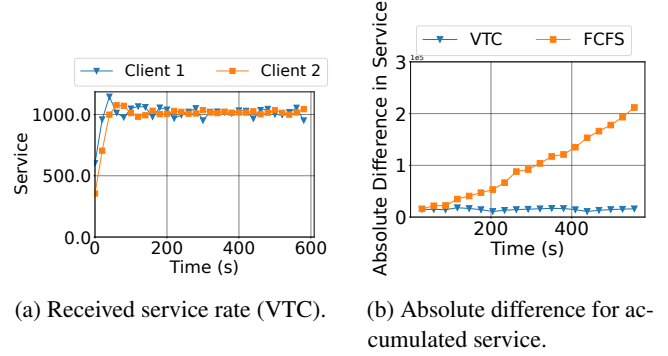 Client 1
Client 2
1000.0
500.0
0.0
Service
0
200
400
600
Time (s)
(a) Received service rate (VTC).
VTC
FCFS
1e5
3
2
1
0
Absolute Difference in Service
200
400
Time (s)
(b) Absolute difference for ac-
cumulated service.